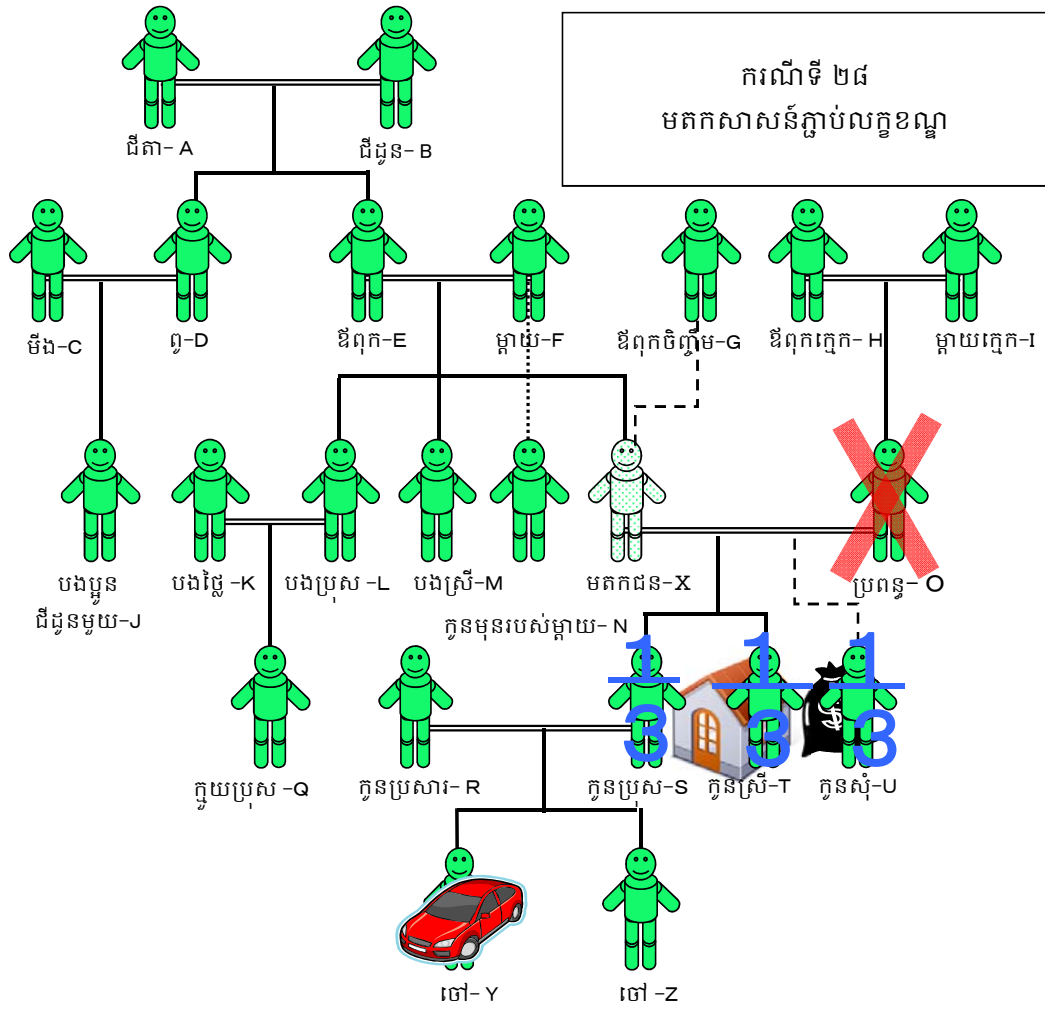 ករណីទី ២៨
មតកសាសន៍ភ្ជាប់លក្ខខណ្ឌ
ជីតា- A
ជីដូន- B
មីង-C
ពូ-D
ឪពុក-E
ម្តាយ-F
ឪពុកចិញ្ចឹម-G
ឪពុកក្មេក- H
ម្តាយក្មេក-I
បងប្អូន
ជីដូនមួយ-J
បងថ្លៃ -K
បងប្រុស -L
បងស្រី-M
កូនមុនរបស់ម្តាយ- N
មតកជន-X
ប្រពន្ធ- O
1
3
1
3
1
3
$
ក្មួយប្រុស -Q
កូនប្រសារ- R
កូនប្រុស-S
កូនស្រី-T
កូនសុំ-U
ចៅ- Y
ចៅ -Z